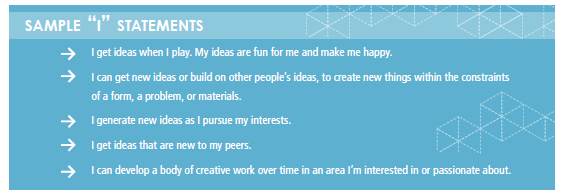 SAMPLE “I” STATEMENTS
→ I get ideas when I play. My ideas are fun for me and make me happy.
→ I can get new ideas or build on other people’s ideas, to create new things within the constraints
of a form, a problem, or materials.
→ I generate new ideas as I pursue my interests.
→ I get ideas that are new to my peers.
→ I can develop a body of creative work over time in an area I’m interested in or passionate about.